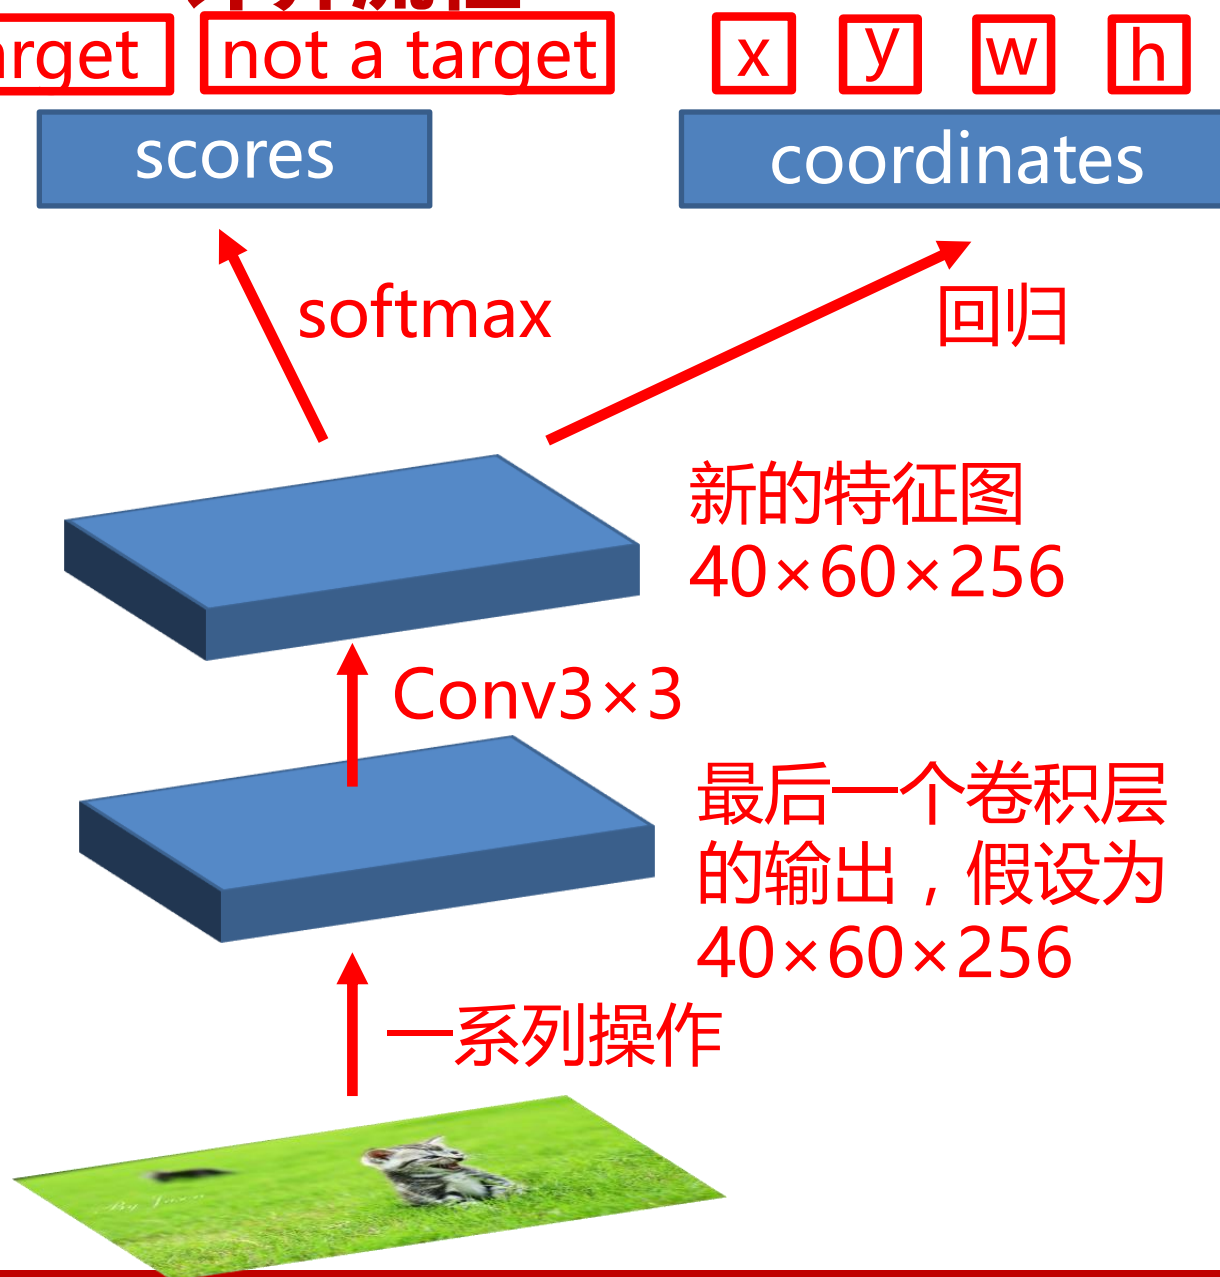 not a target
x
y
w
h
scores
coordinates
softmax
回归
新的特征图
40×60×256
Conv3×3
最后一个卷积层
的输出，假设为
40×60×256
一系列操作